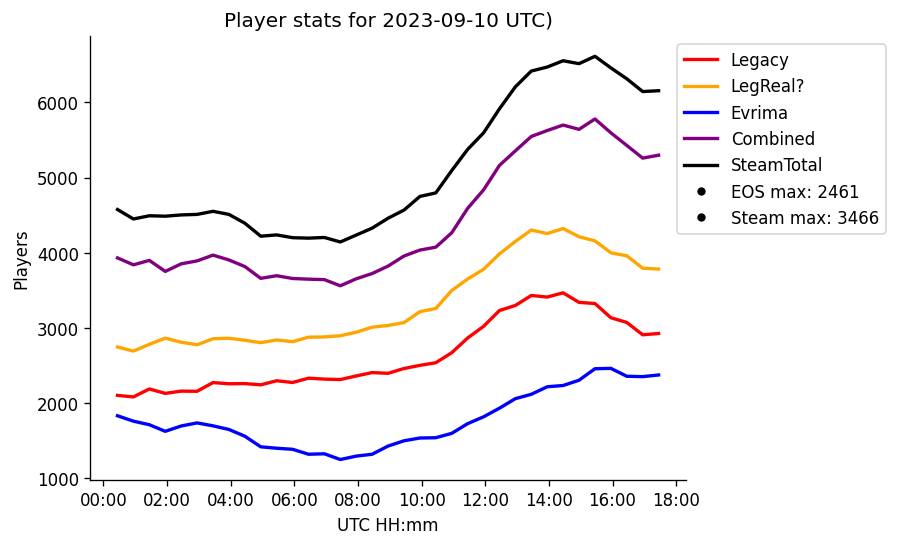 Player stats for 2023-09-10 UTC)
Legacy
LegReal?
Evrima
Combined
SteamTotal
EOS max: 2461
Steam max: 3466
Players
6000
5000
4000
3000
2000
1000
00:00 02:00 04:00 06:00 08:00 10:00 12:00 14:00 16:00 18:00
UTC HH:mm